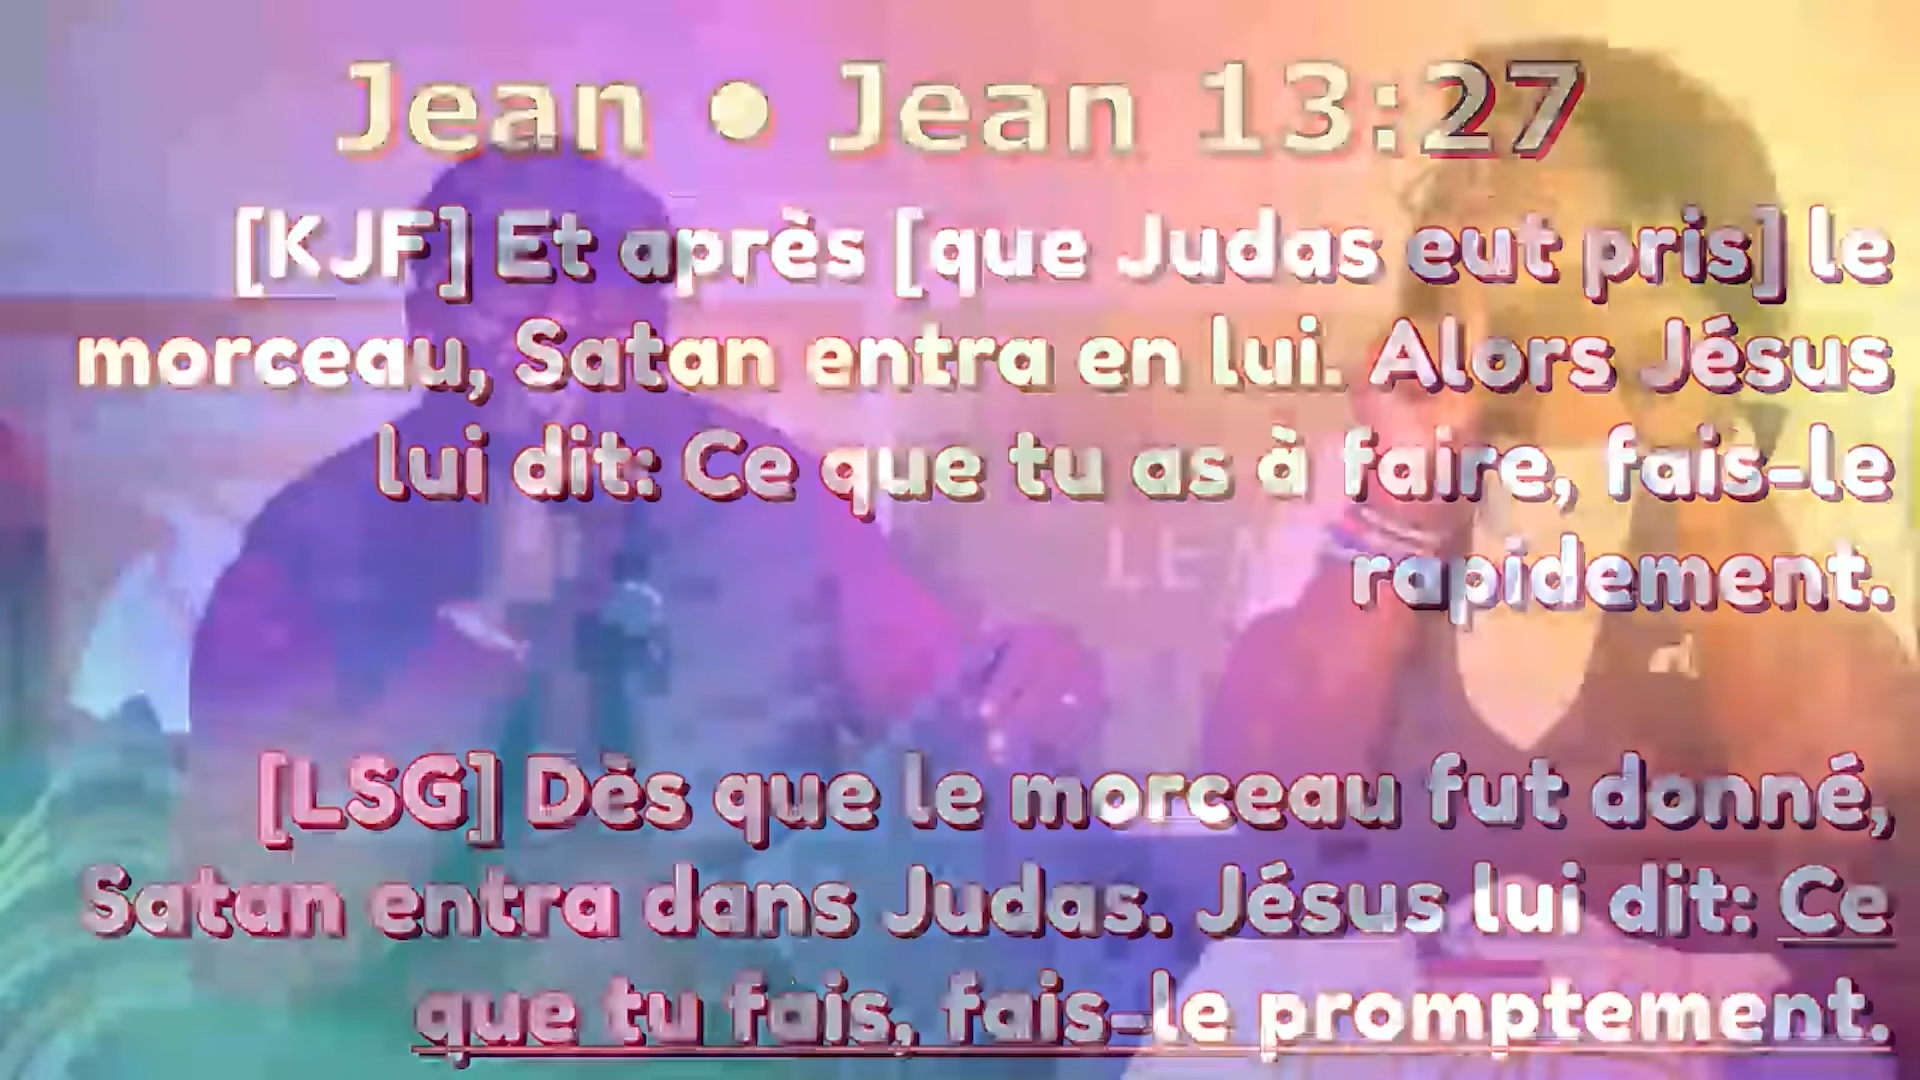 Jean • Jean 13:27
[KJF] Et après [que Judas eut pris] le
morceau, Satan entra en lui. Alors Jésus
lui dit: Ce que tu as à faire, fais-le
rapidement.
LE
[LSG] Dès que le morceau fut donné,
Satan entra dans Judas. Jésus lui dit: Ce
que tu fais, fais-le promptement.